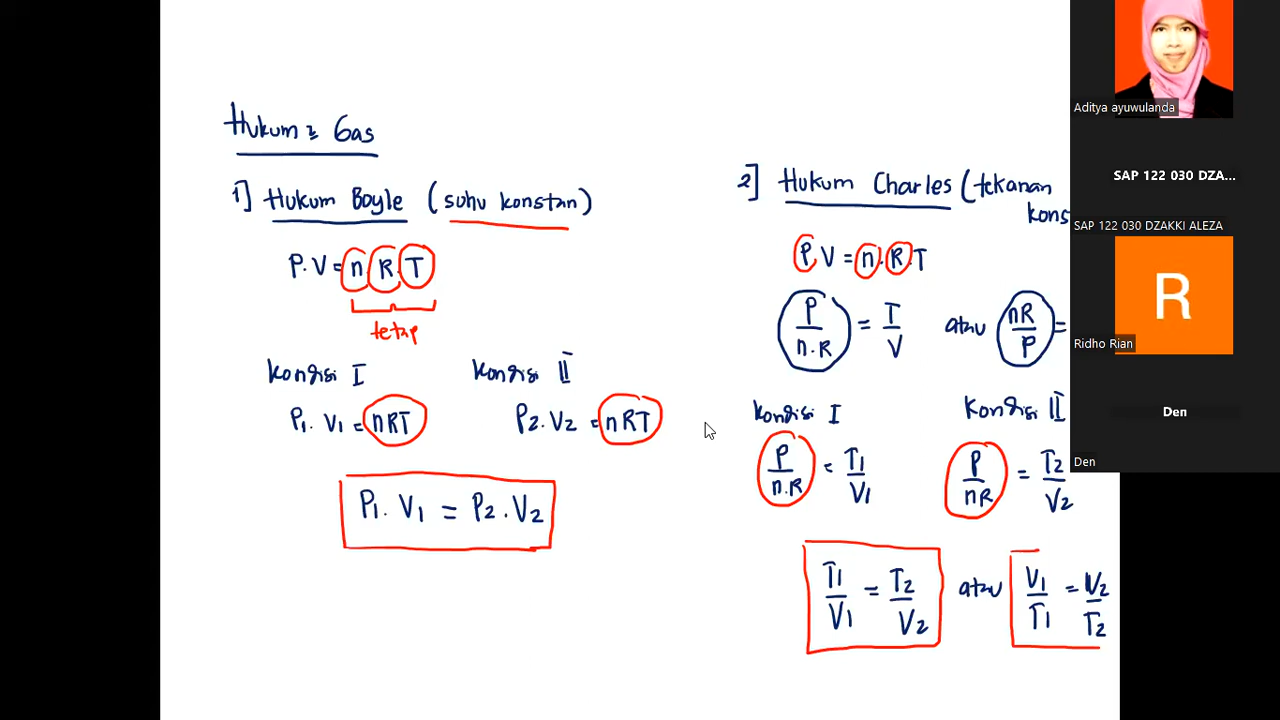 Hukum² Gas
1] Hukum Boyle (suhu konstan)
P.V = n.R.T
tetap
Kondisi I
Kondisi II
P1. V1 = nRT
P2. V2 = nRT
P1. V1 = P2. V2
2] Hukum Charles (tekanan
kons
P V = n.R.T
P/n.R = T/V atau nR/P =
Kondisi I
Kondisi II
P/n.R = T1/V1
P/nR = T2/V2
T1/V1 = T2/V2 atau V1/T1 = V2/T2
Aditya ayuwulanda
SAP 122 030 DZA...
SAP 122 030 DZAKKI ALEZA
R
Ridho Rian
Den
Den